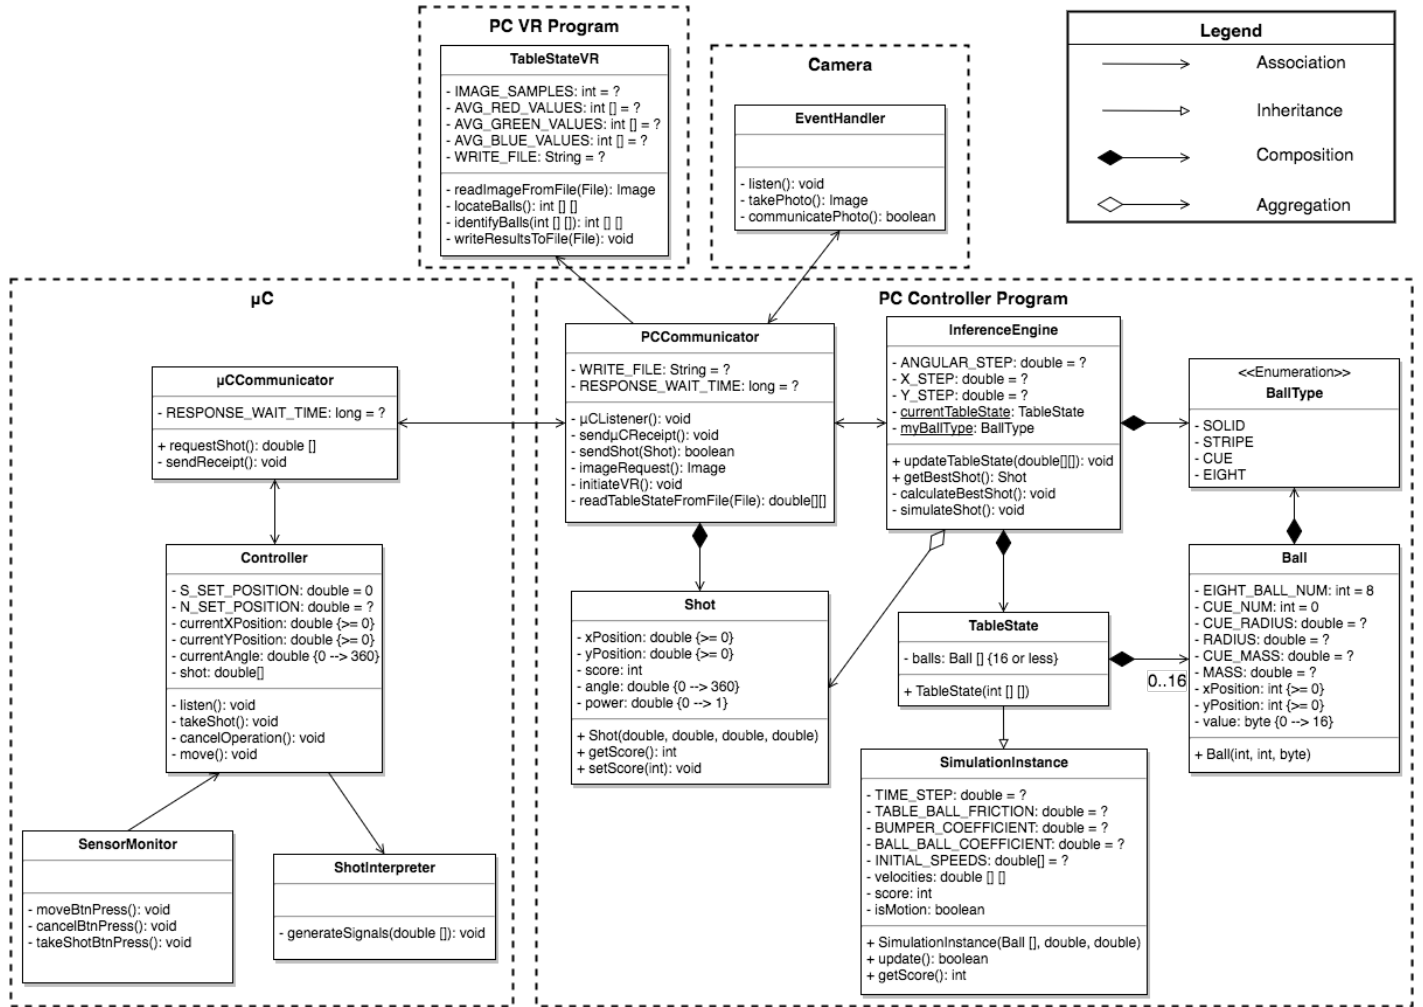 PC VR Program
TableStateVR
- IMAGE_SAMPLES: int = ?
- AVG_RED_VALUES: int [] = ?
- AVG_GREEN_VALUES: int [] = ?
- AVG_BLUE_VALUES: int [] = ?
- WRITE_FILE: String = ?
- readImageFromFile(File): Image
- locateBalls(): int [] []
- identifyBalls(int [] []): int [] []
- writeResultsToFile(File): void
Camera
EventHandler
- listen(): void
- takePhoto(): Image
- communicatePhoto(): boolean
Legend
Association
Inheritance
Composition
Aggregation
µC
µCCommunicator
- RESPONSE_WAIT_TIME: long = ?
+ requestShot(): double []
- sendReceipt(): void
Controller
- S_SET_POSITION: double = 0
- N_SET_POSITION: double = ?
- currentXPosition: double {>= 0}
- currentYPosition: double {>= 0}
- currentAngle: double {0 --> 360}
- shot: double[]
- listen(): void
- takeShot(): void
- cancelOperation(): void
- move(): void
SensorMonitor
- moveBtnPress(): void
- cancelBtnPress(): void
- takeShotBtnPress(): void
ShotInterpreter
- generateSignals(double []): void
PC Controller Program
PCCommunicator
- WRITE_FILE: String = ?
- RESPONSE_WAIT_TIME: long = ?
- µCListener(): void
- sendµCReceipt(): void
- sendShot(Shot): boolean
- imageRequest(): Image
- initiateVR(): void
- readTableStateFromFile(File): double[][]
InferenceEngine
- ANGULAR_STEP: double = ?
- X_STEP: double = ?
- Y_STEP: double = ?
- currentTableState: TableState
- myBallType: BallType
+ updateTableState(double[][]): void
+ getBestShot(): Shot
- calculateBestShot(): void
- simulateShot(): void
<<Enumeration>>
BallType
- SOLID
- STRIPE
- CUE
- EIGHT
Shot
- xPosition: double {>= 0}
- yPosition: double {>= 0}
- score: int
- angle: double {0 --> 360}
- power: double {0 --> 1}
+ Shot(double, double, double, double)
+ getScore(): int
+ setScore(int): void
TableState
- balls: Ball [] {16 or less}
+ TableState(int [] [])
0..16
Ball
- EIGHT_BALL_NUM: int = 8
- CUE_NUM: int = 0
- CUE_RADIUS: double = ?
- RADIUS: double = ?
- CUE_MASS: double = ?
- MASS: double = ?
- xPosition: int {>= 0}
- yPosition: int {>= 0}
- value: byte {0 --> 16}
+ Ball(int, int, byte)
SimulationInstance
- TIME_STEP: double = ?
- TABLE_BALL_FRICTION: double = ?
- BUMPER_COEFFICIENT: double = ?
- BALL_BALL_COEFFICIENT: double = ?
- INITIAL_SPEEDS: double[] = ?
- velocities: double [] []
- score: int
- isMotion: boolean
+ SimulationInstance(Ball [], double, double)
+ update(): boolean
+ getScore(): int